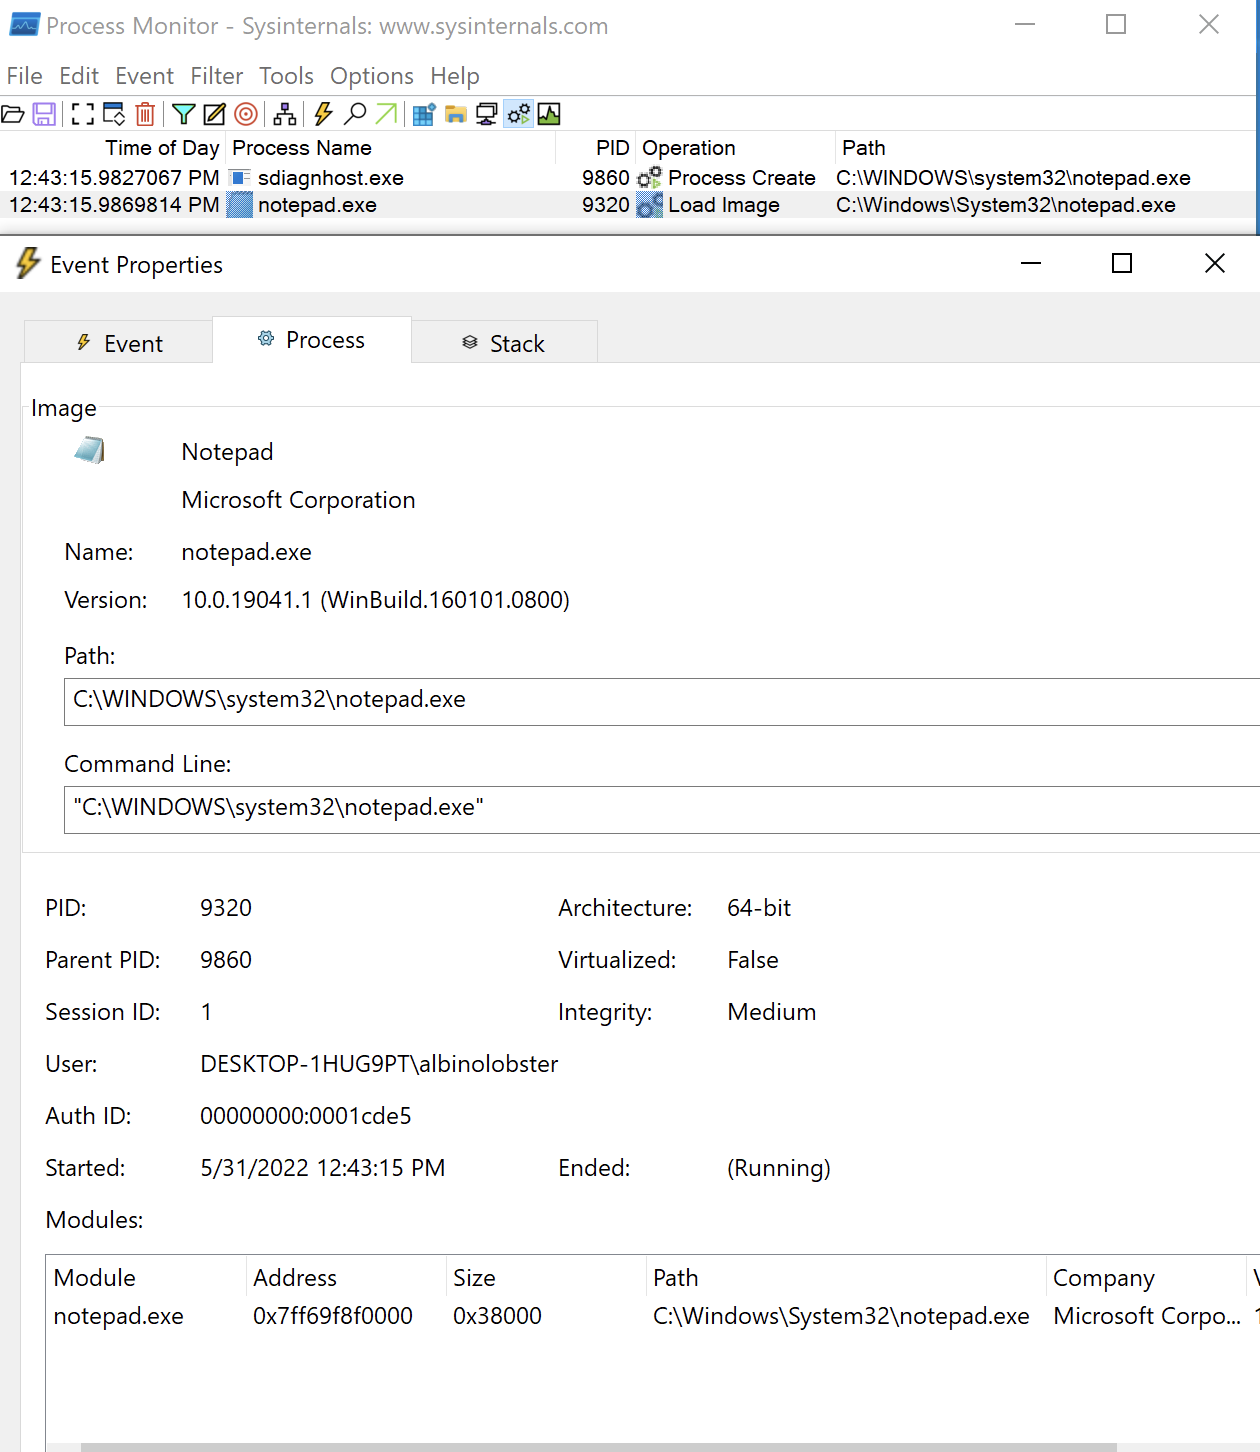 Process Monitor - Sysinternals: www.sysinternals.com
File Edit Event Filter Tools Options Help
Time of Day Process Name PID Operation Path
12:43:15.9827067 PM sdiagnhost.exe 9860 Process Create C:\WINDOWS\system32\notepad.exe
12:43:15.9869814 PM notepad.exe 9320 Load Image C:\Windows\System32\notepad.exe
Event Properties
Event Process Stack
Image
Notepad
Microsoft Corporation
Name: notepad.exe
Version: 10.0.19041.1 (WinBuild.160101.0800)
Path:
C:\WINDOWS\system32\notepad.exe
Command Line:
"C:\WINDOWS\system32\notepad.exe"
PID: 9320 Architecture: 64-bit
Parent PID: 9860 Virtualized: False
Session ID: 1 Integrity: Medium
User: DESKTOP-1HUG9PT\albinolobster
Auth ID: 00000000:0001cde5
Started: 5/31/2022 12:43:15 PM Ended: (Running)
Modules:
Module Address Size Path Company
notepad.exe 0x7ff69f8f0000 0x38000 C:\Windows\System32\notepad.exe Microsoft Corpo...